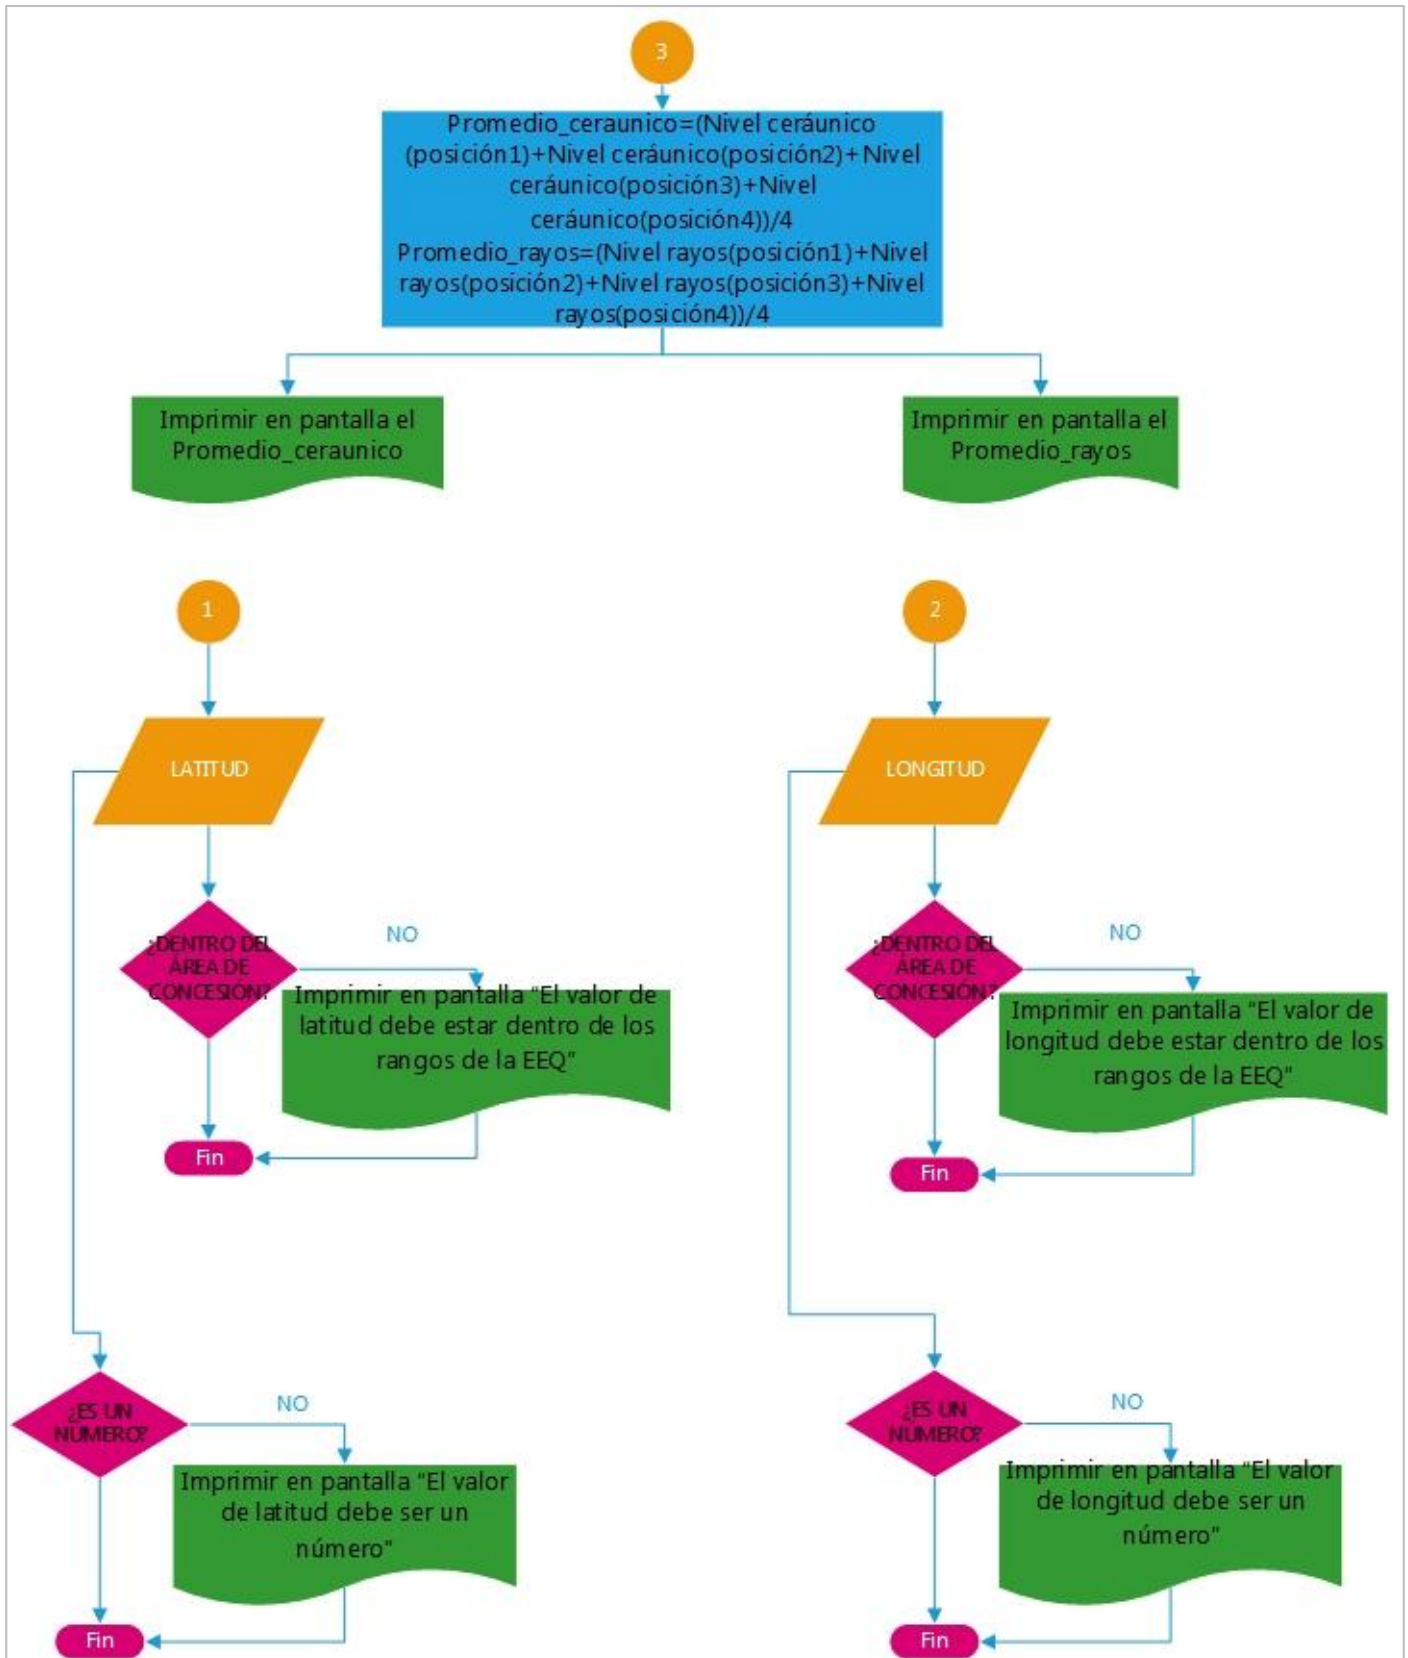 3
Promedio_ceraunico=(Nivel ceráunico
(posición1)+Nivel ceráunico(posición2)+Nivel
ceráunico(posición3)+Nivel
ceráunico(posición4))/4
Promedio_rayos=(Nivel rayos(posición1)+Nivel
rayos(posición2)+Nivel rayos(posición3)+Nivel
rayos(posición4))/4
Imprimir en pantalla el
Promedio_ceraunico
Imprimir en pantalla el
Promedio_rayos
1
LATITUD
¿DENTRO DEL
ÁREA DE
CONCESIÓN?
NO
Imprimir en pantalla "El valor de
latitud debe estar dentro de los
rangos de la EEQ"
Fin
¿ES UN
NÚMERO?
NO
Imprimir en pantalla "El valor
de latitud debe ser un
número"
Fin
2
LONGITUD
¿DENTRO DEL
ÁREA DE
CONCESIÓN?
NO
Imprimir en pantalla "El valor de
longitud debe estar dentro de los
rangos de la EEQ"
Fin
¿ES UN
NUMERO?
NO
Imprimir en pantalla "El valor
de longitud debe ser un
número"
Fin